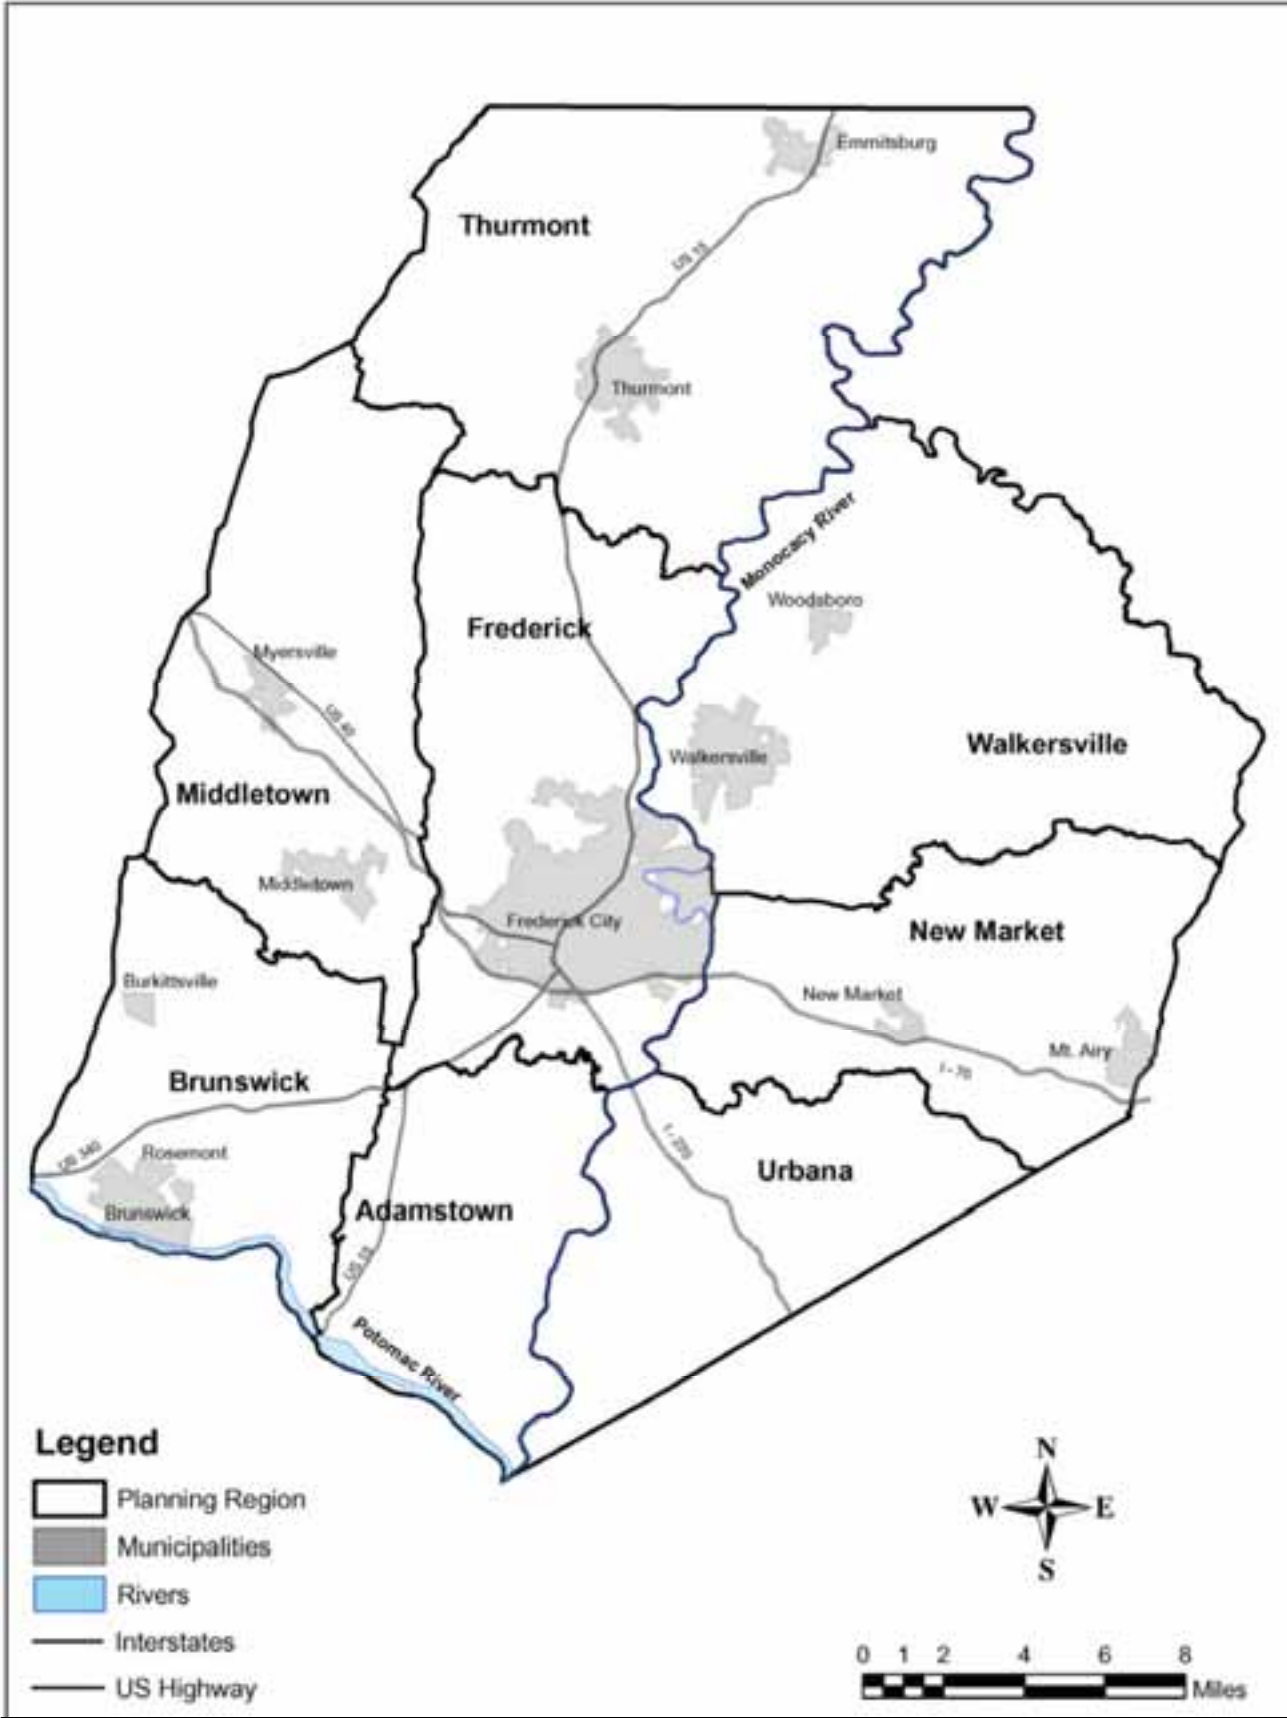 Emmitsburg
Thurmont
US 15
Thurmont
Monocacy River
Woodsboro
Frederick
Myersville
US 40
Walkersville
Walkersville
Middletown
Middletown
Frederick City
New Market
Burkittsville
New Market
Mt. Airy
Brunswick
I - 70
US 340
Rosemont
I - 270
Urbana
Brunswick
Adamstown
US 15
Potomac River
Legend
Planning Region
Municipalities
Rivers
Interstates
US Highway
N
W E
S
0 1 2 4 6 8
Miles